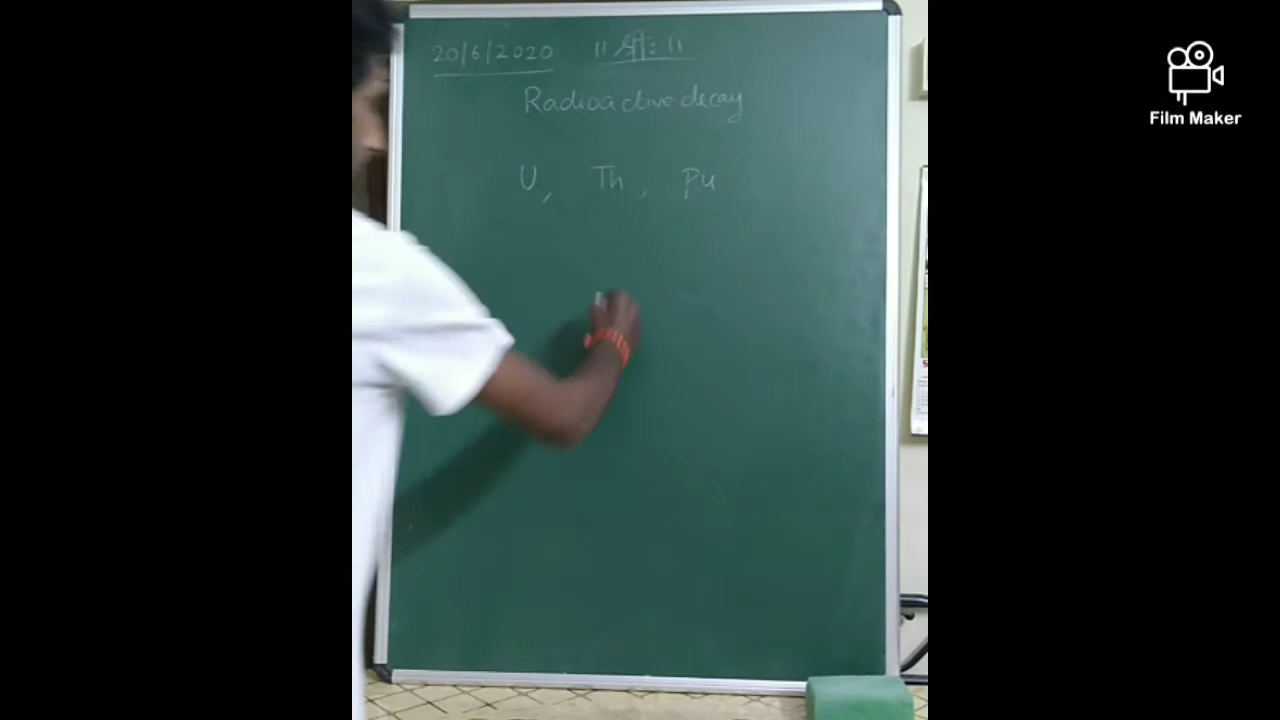 20/6/2020 ॥ श्रीः ॥
Radioactive decay
U, Th, Pu
Film Maker